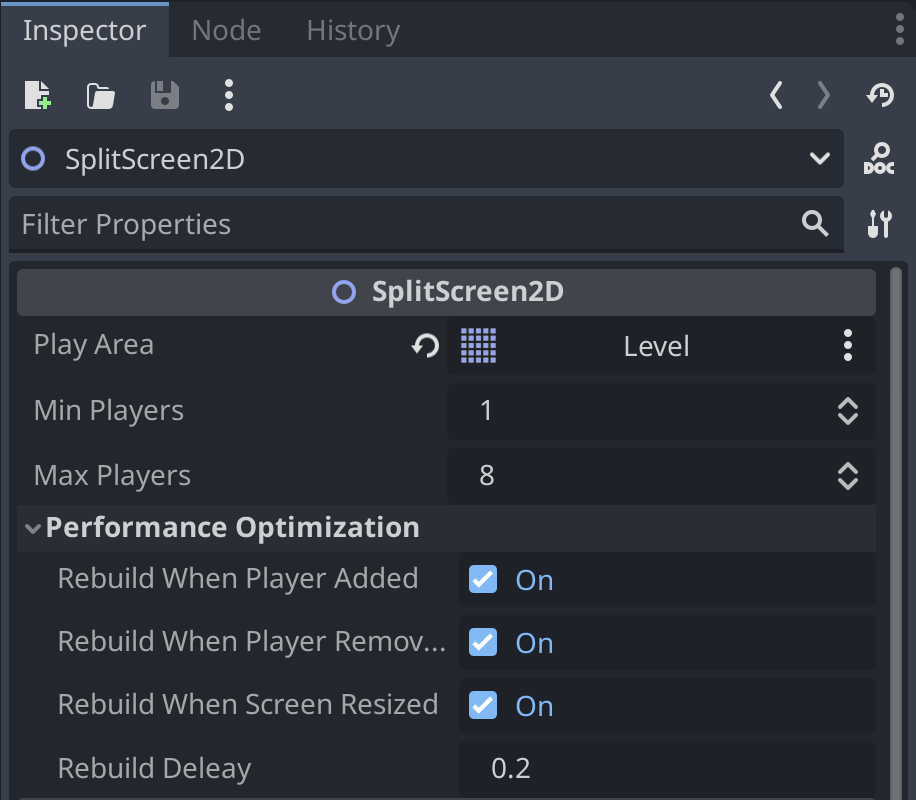 Inspector Node History
SplitScreen2D
DOC
Filter Properties
SplitScreen2D
Play Area Level
Min Players 1
Max Players 8
Performance Optimization
Rebuild When Player Added On
Rebuild When Player Remov... On
Rebuild When Screen Resized On
Rebuild Deleay 0.2